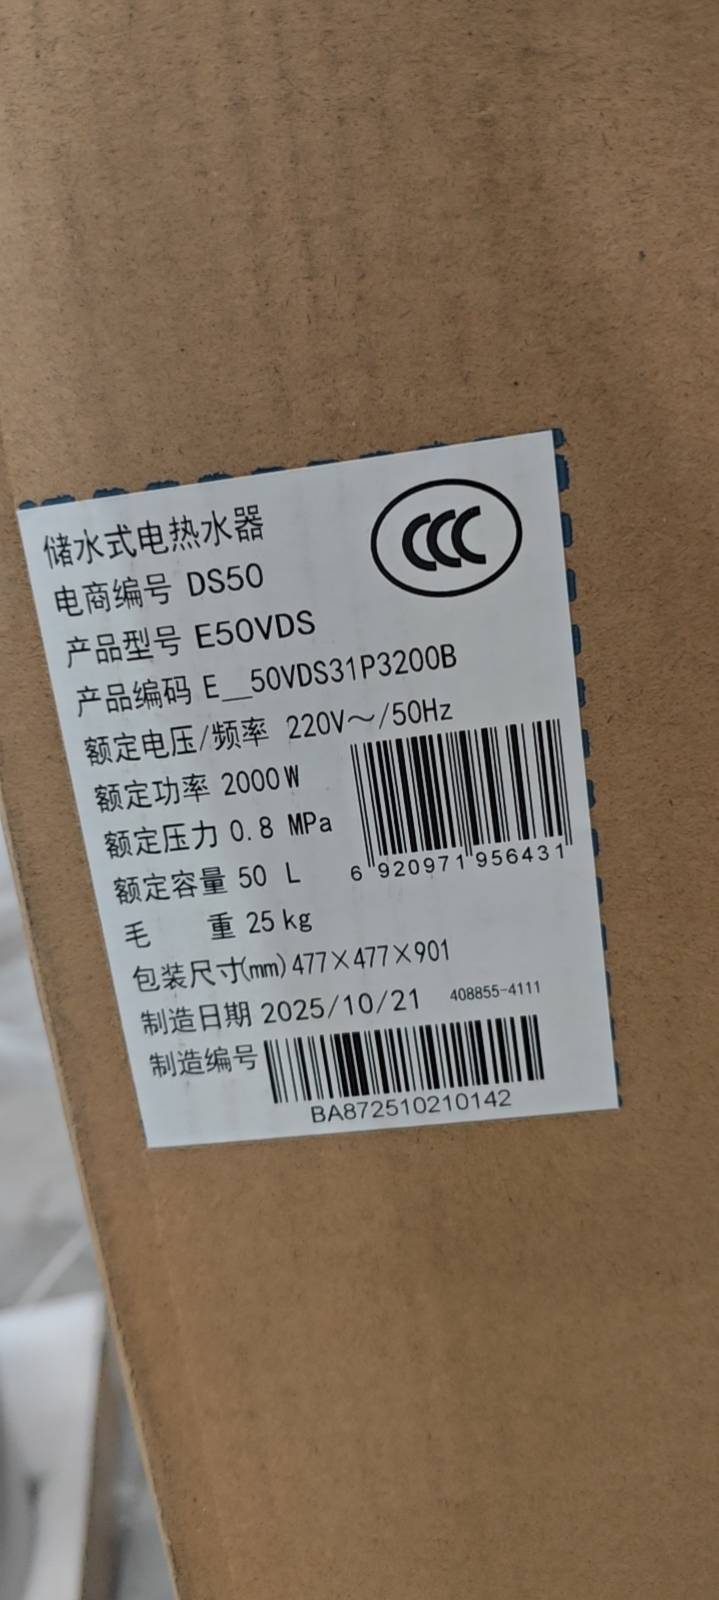 储水式电热水器
CCC
电商编号 DS50
产品型号 E50VDS
产品编码 E__50VDS31P3200B
额定电压/频率 220V～/50Hz
额定功率 2000W
额定压力 0.8 MPa
额定容量 50 L
6 920971 956431
毛 重 25kg
包装尺寸(mm)477×477×901
制造日期 2025/10/21 408855-4111
制造编号
BA872510210142